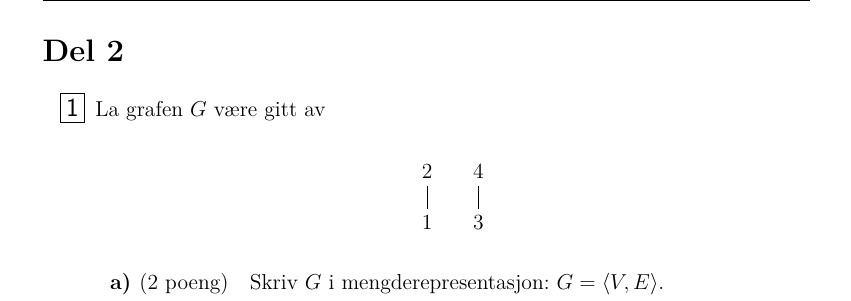 Del 2
1 La grafen G være gitt av
2 4
1 3
a) (2 poeng) Skriv G i mengderepresentasjon: G = ⟨V, E⟩.